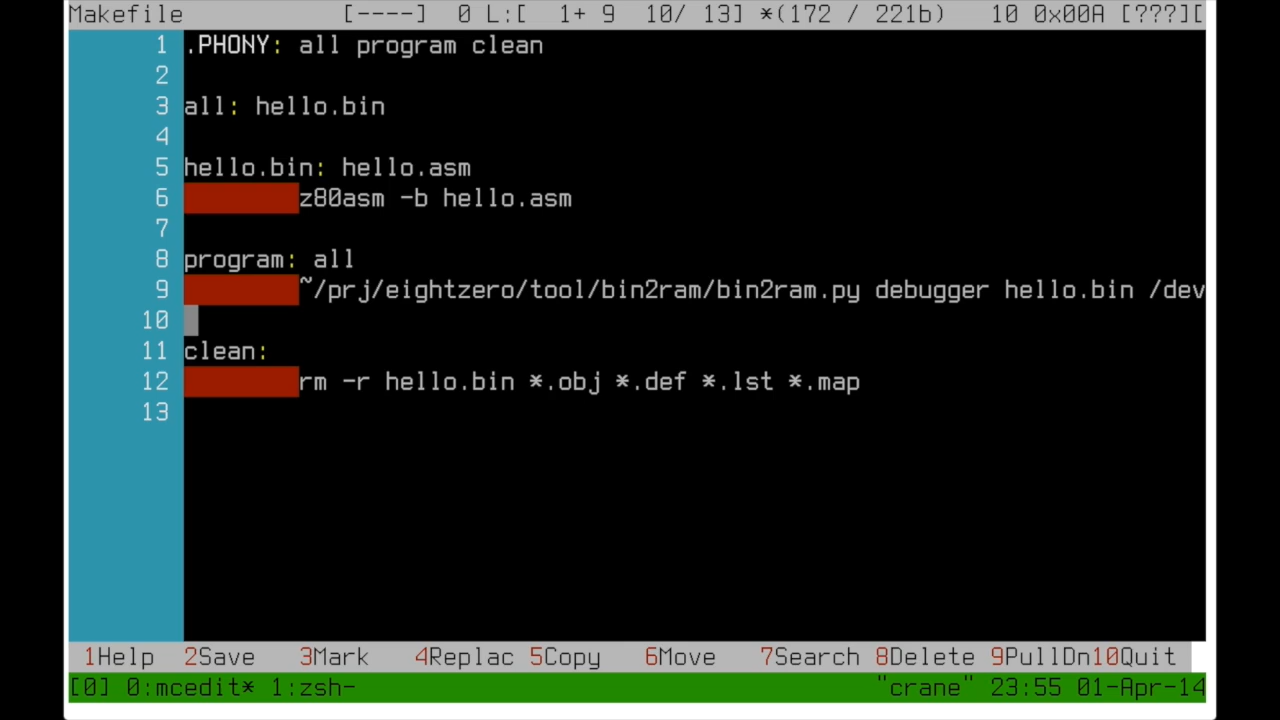 Makefile [----] 0 L:[ 1+ 9 10/ 13] *(172 / 221b) 10 0x00A [???][
1 .PHONY: all program clean
2
3 all: hello.bin
4
5 hello.bin: hello.asm
6 z80asm -b hello.asm
7
8 program: all
9 ~/prj/eightzero/tool/bin2ram/bin2ram.py debugger hello.bin /dev
10
11 clean:
12 rm -r hello.bin *.obj *.def *.lst *.map
13
1Help 2Save 3Mark 4Replac 5Copy 6Move 7Search 8Delete 9PullDn 10Quit
[0] 0:mcedit* 1:zsh- "crane" 23:55 01-Apr-14